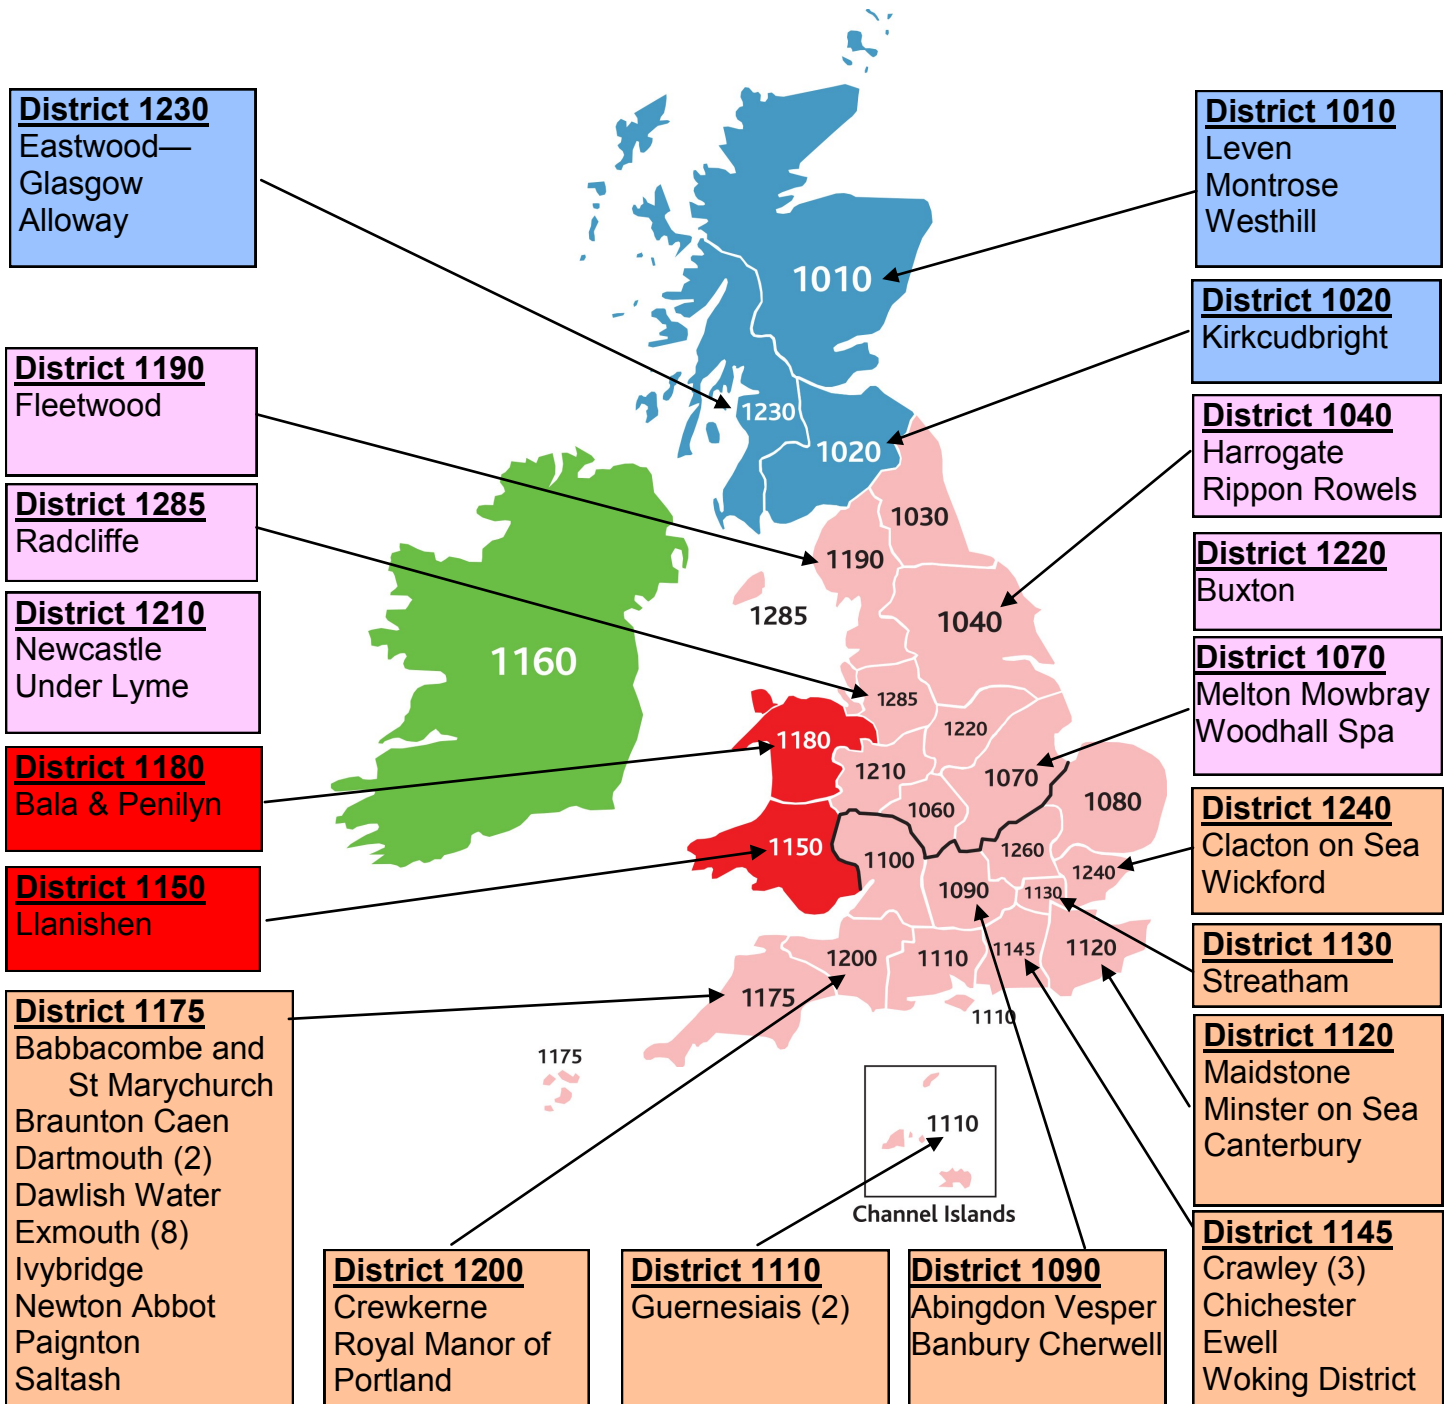 District 1230
Eastwood—
Glasgow
Alloway
District 1190
Fleetwood
District 1285
Radcliffe
District 1210
Newcastle
Under Lyme
District 1180
Bala & Penilyn
District 1150
Llanishen
District 1175
Babbacombe and
St Marychurch
Braunton Caen
Dartmouth (2)
Dawlish Water
Exmouth (8)
Ivybridge
Newton Abbot
Paignton
Saltash
1010
1230
1020
1030
1190
1285
1040
1160
1285
1180
1220
1210
1070
1060
1080
1150
1100
1260
1240
1090
1130
1200
1110
1145
1120
1175
1110
1175
1110
Channel Islands
District 1200
Crewkerne
Royal Manor of
Portland
District 1110
Guernesiais (2)
District 1090
Abingdon Vesper
Banbury Cherwell
District 1010
Leven
Montrose
Westhill
District 1020
Kirkcudbright
District 1040
Harrogate
Rippon Rowels
District 1220
Buxton
District 1070
Melton Mowbray
Woodhall Spa
District 1240
Clacton on Sea
Wickford
District 1130
Streatham
District 1120
Maidstone
Minster on Sea
Canterbury
District 1145
Crawley (3)
Chichester
Ewell
Woking District